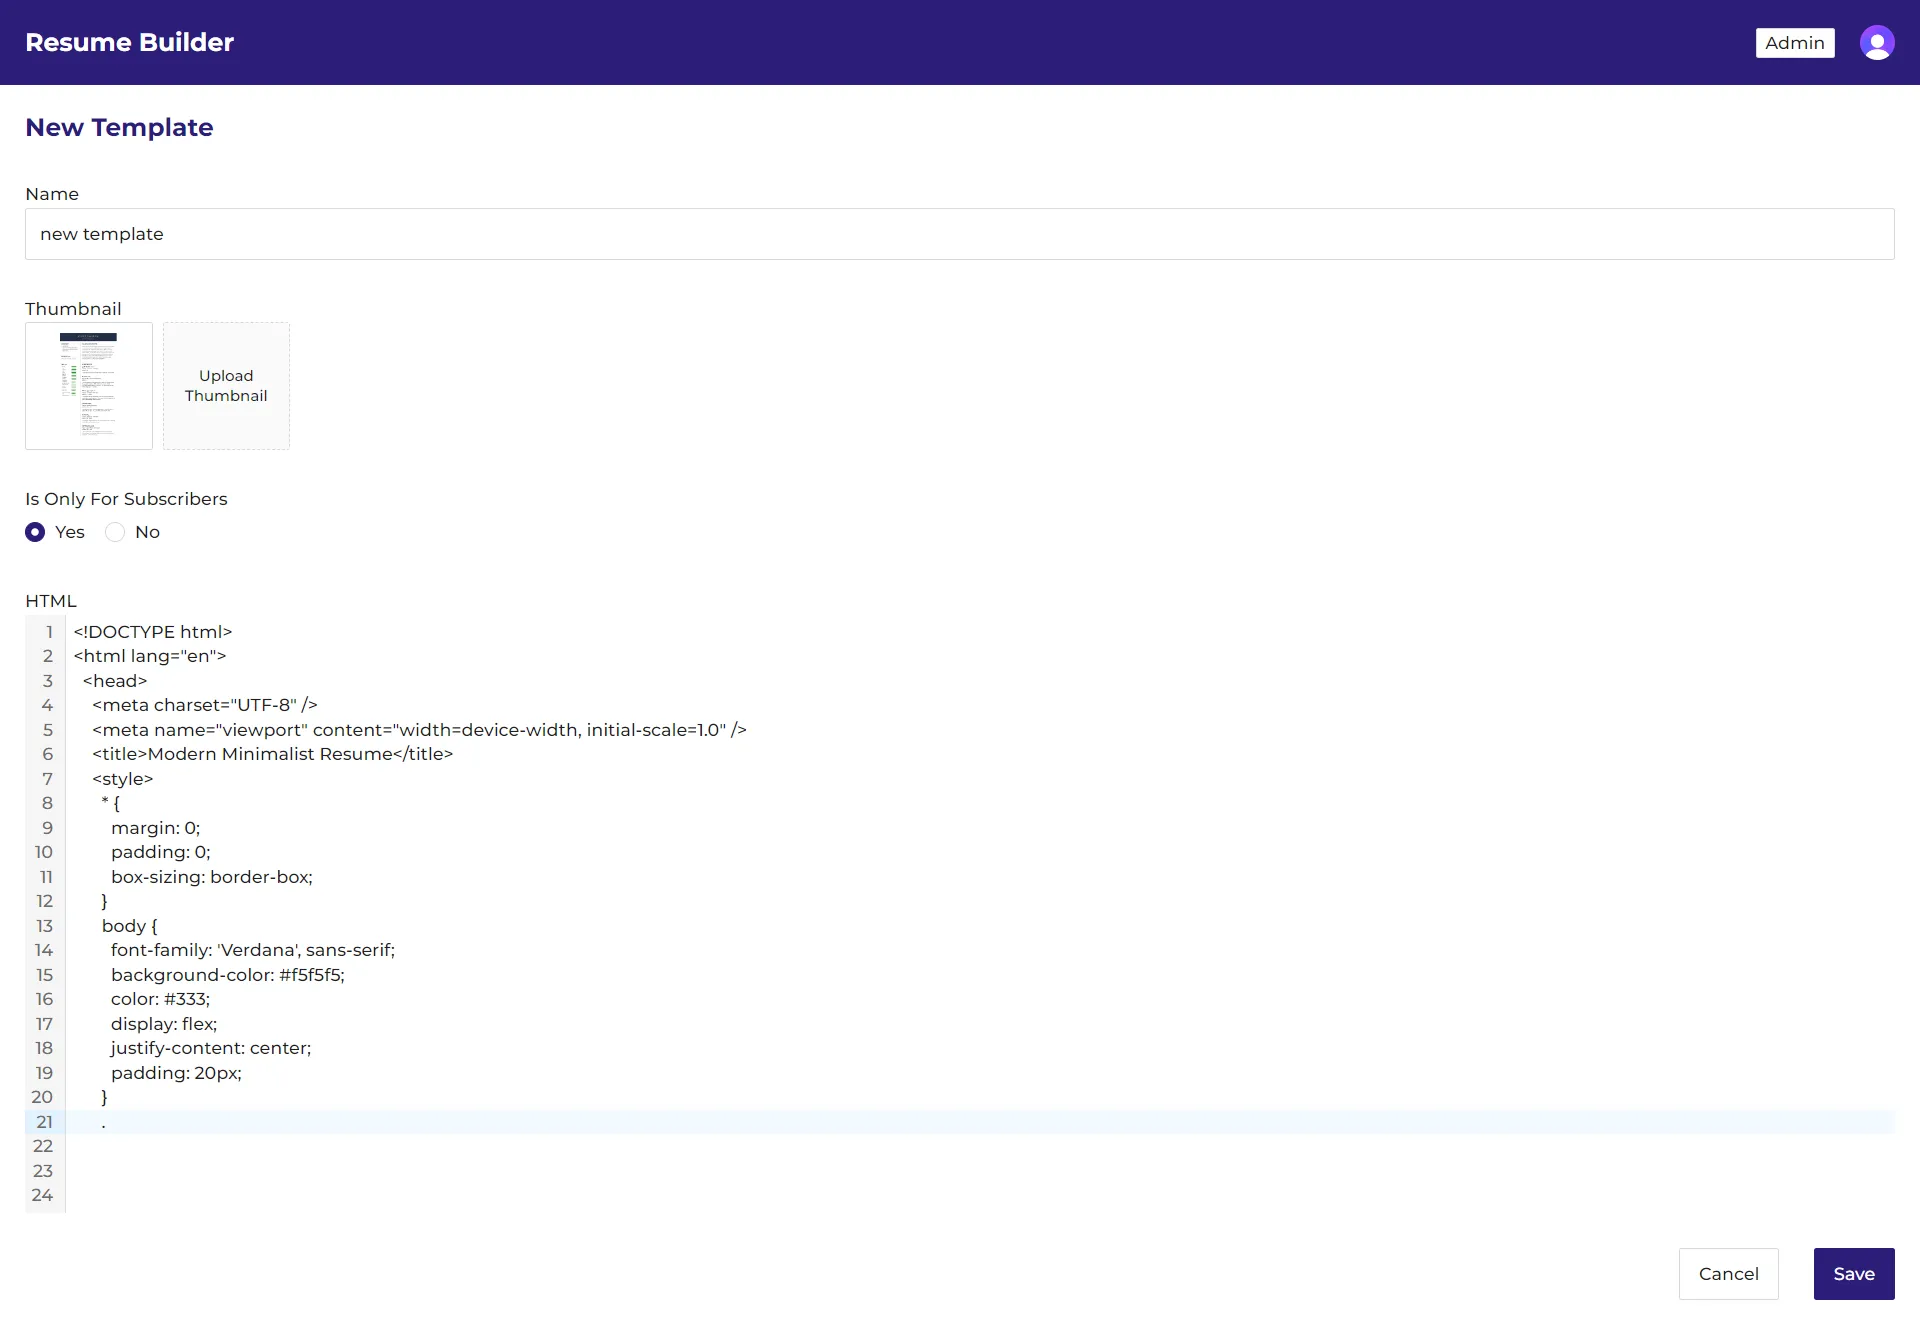 Resume Builder
Admin
New Template
Name
new template
Thumbnail
Upload
Thumbnail
Is Only For Subscribers
Yes No
HTML
1 <!DOCTYPE html>
2 <html lang="en">
3 <head>
4 <meta charset="UTF-8" />
5 <meta name="viewport" content="width=device-width, initial-scale=1.0" />
6 <title>Modern Minimalist Resume</title>
7 <style>
8 * {
9 margin: 0;
10 padding: 0;
11 box-sizing: border-box;
12 }
13 body {
14 font-family: 'Verdana', sans-serif;
15 background-color: #f5f5f5;
16 color: #333;
17 display: flex;
18 justify-content: center;
19 padding: 20px;
20 }
21 .
22
23
24
Cancel Save